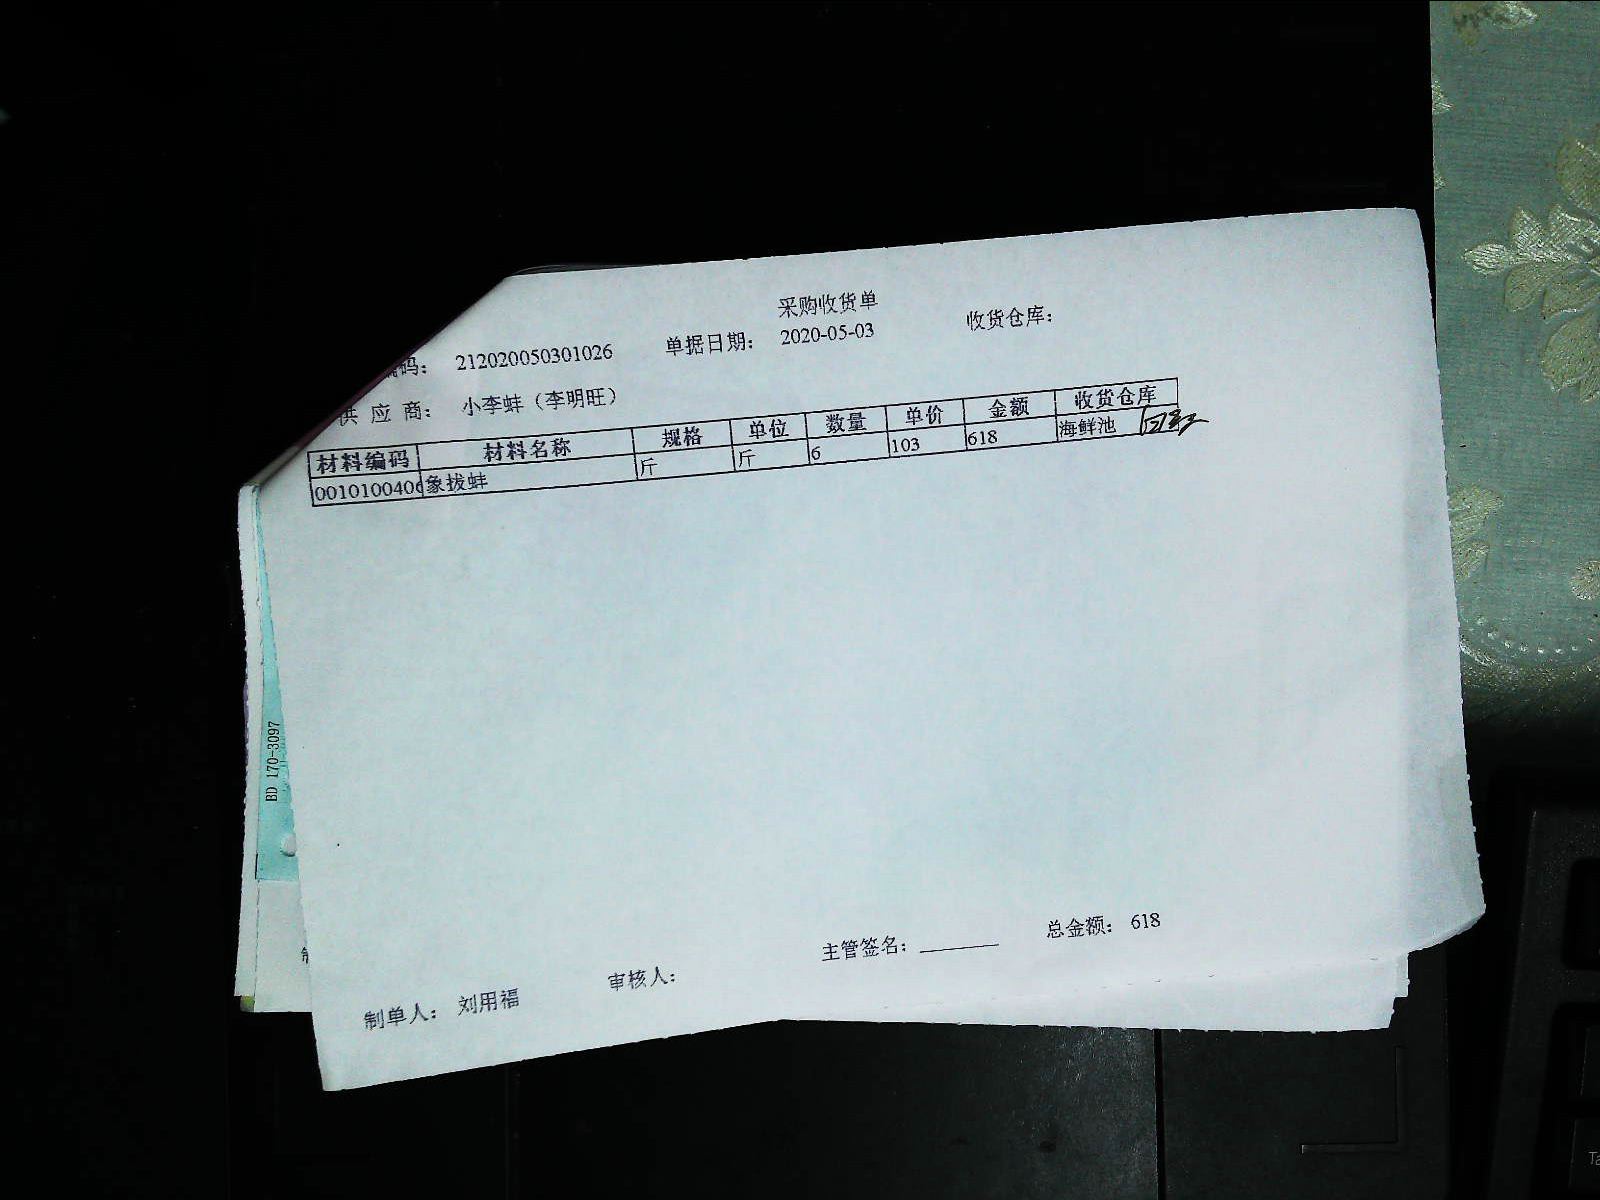 采购收货单
编码： 212020050301026 单据日期： 2020-05-03 收货仓库：
供 应 商： 小李蚌（李明旺）
材料编码 材料名称 规格 单位 数量 单价 金额 收货仓库
0010100406 象拔蚌 斤 斤 6 103 618 海鲜池
BD 170-3097
主管签名： 总金额： 618
制单人： 刘用福 审核人：